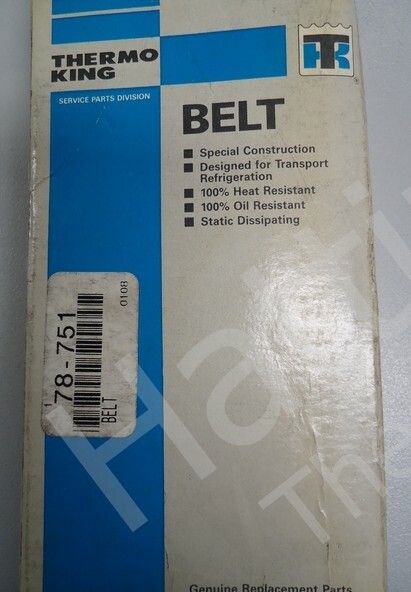 THERMO
KING
SERVICE PARTS DIVISION
TK
BELT
■ Special Construction
■ Designed for Transport
Refrigeration
■ 100% Heat Resistant
■ 100% Oil Resistant
■ Static Dissipating
78-751
BELT
0108
Genuine Replacement Parts